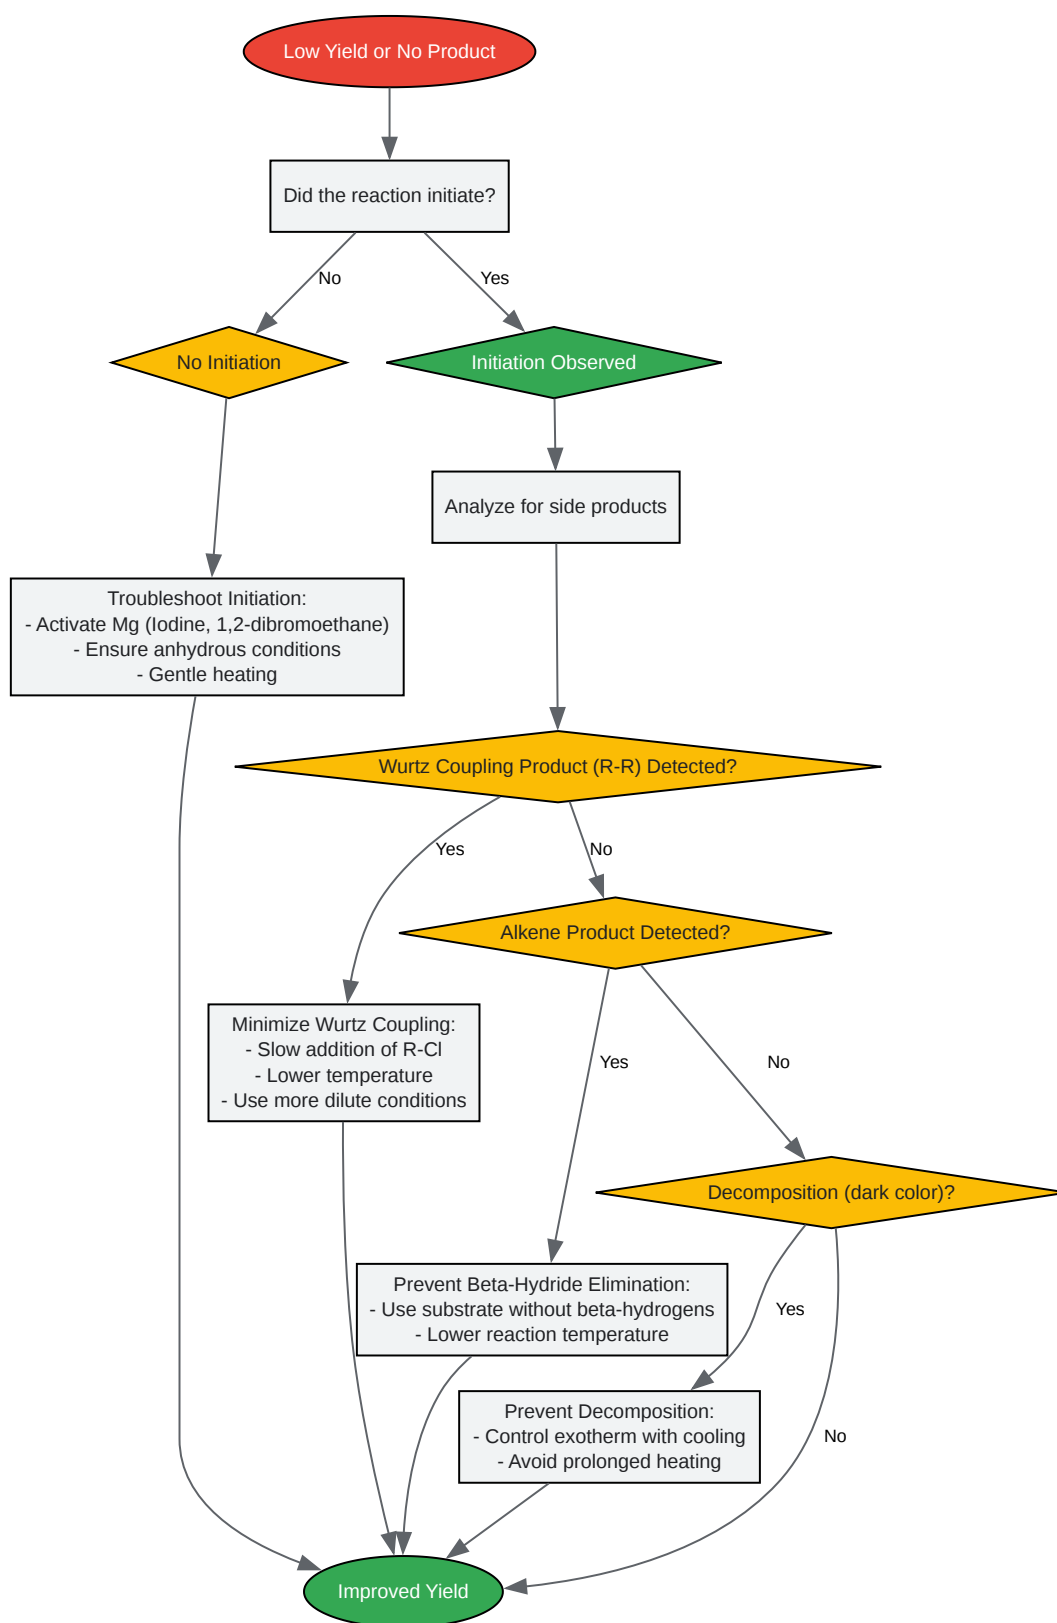 Low Yield or No Product
Did the reaction initiate?
No
Yes
No Initiation
Initiation Observed
Analyze for side products
Troubleshoot Initiation:
- Activate Mg (Iodine, 1,2-dibromoethane)
- Ensure anhydrous conditions
- Gentle heating
Wurtz Coupling Product (R-R) Detected?
Yes
No
Alkene Product Detected?
Minimize Wurtz Coupling:
- Slow addition of R-Cl
- Lower temperature
- Use more dilute conditions
Yes
No
Decomposition (dark color)?
Prevent Beta-Hydride Elimination:
- Use substrate without beta-hydrogens
- Lower reaction temperature
Yes
Prevent Decomposition:
- Control exotherm with cooling
- Avoid prolonged heating
No
Improved Yield